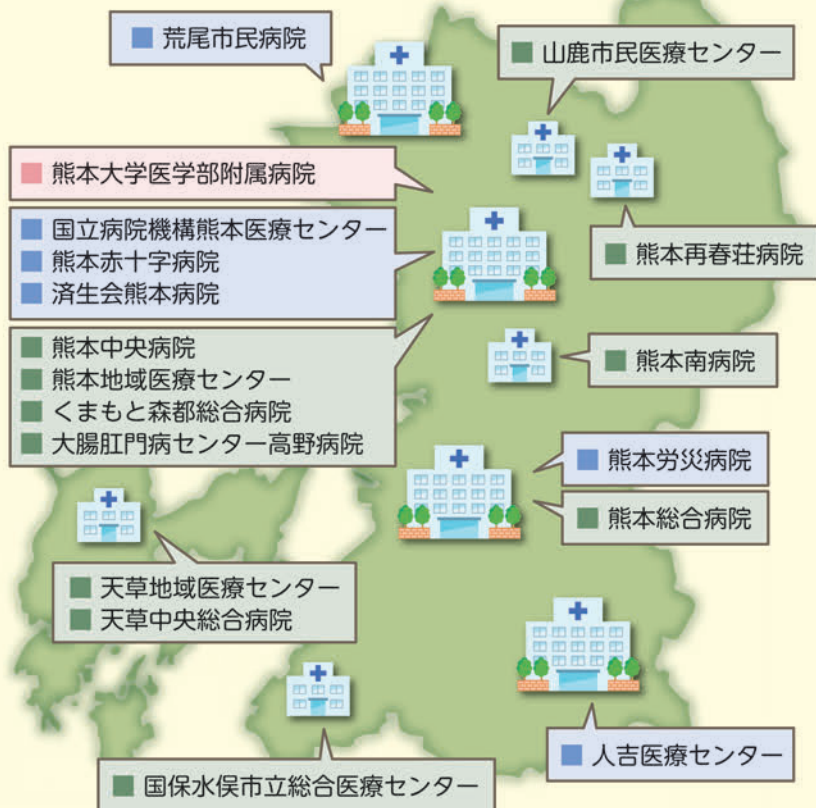 荒尾市民病院
山鹿市民医療センター
熊本大学医学部附属病院
国立病院機構熊本医療センター
熊本赤十字病院
済生会熊本病院
熊本再春荘病院
熊本中央病院
熊本地域医療センター
くまもと森都総合病院
大腸肛門病センター高野病院
熊本南病院
熊本労災病院
熊本総合病院
天草地域医療センター
天草中央総合病院
人吉医療センター
国保水俣市立総合医療センター